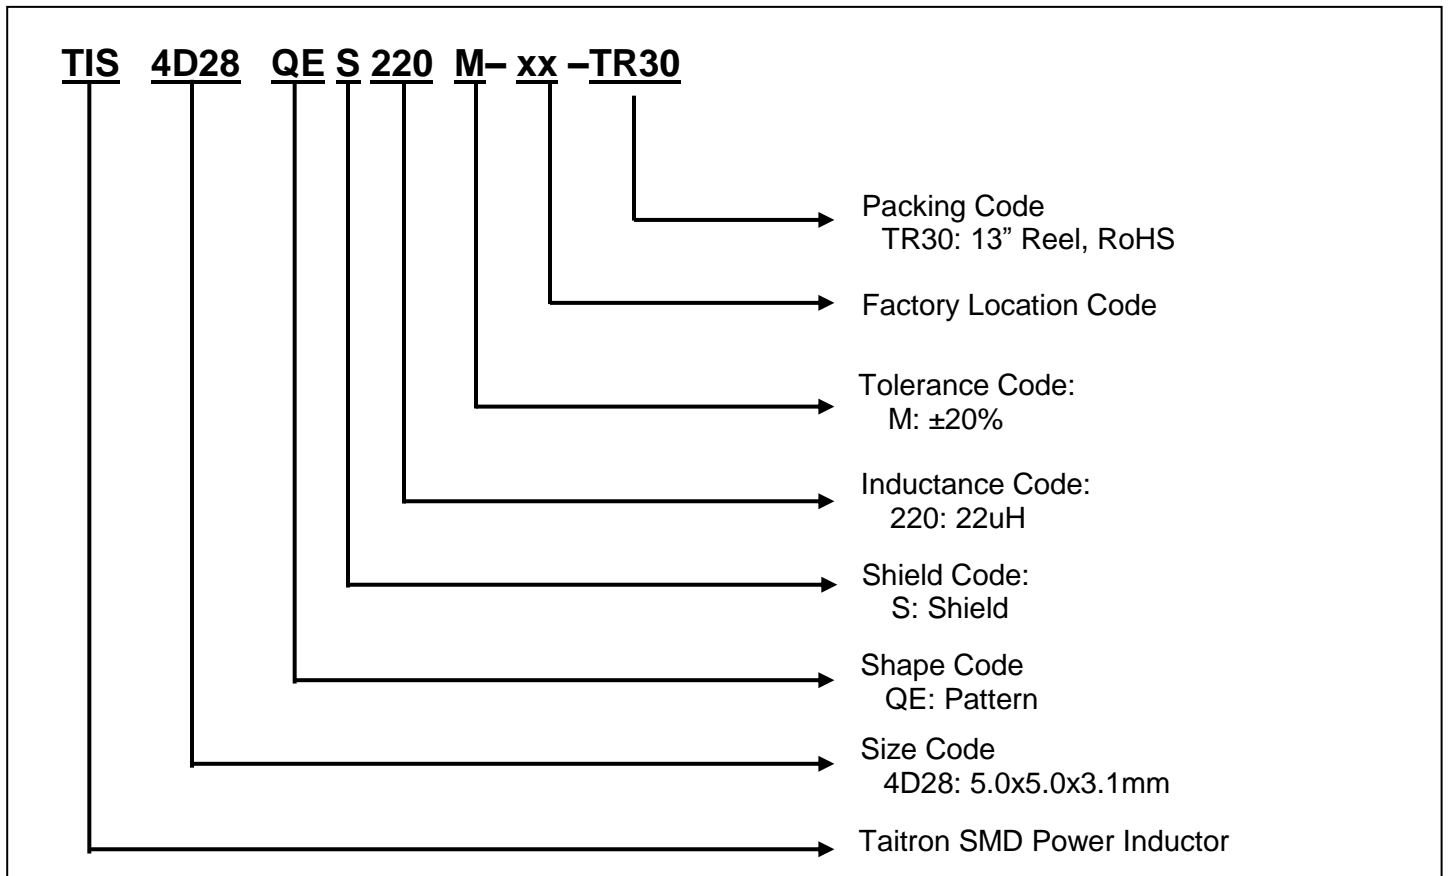 TIS 4D28 QE S 220 M– xx –TR30
Packing Code
TR30: 13” Reel, RoHS
Factory Location Code
Tolerance Code:
M: ±20%
Inductance Code:
220: 22uH
Shield Code:
S: Shield
Shape Code
QE: Pattern
Size Code
4D28: 5.0x5.0x3.1mm
Taitron SMD Power Inductor